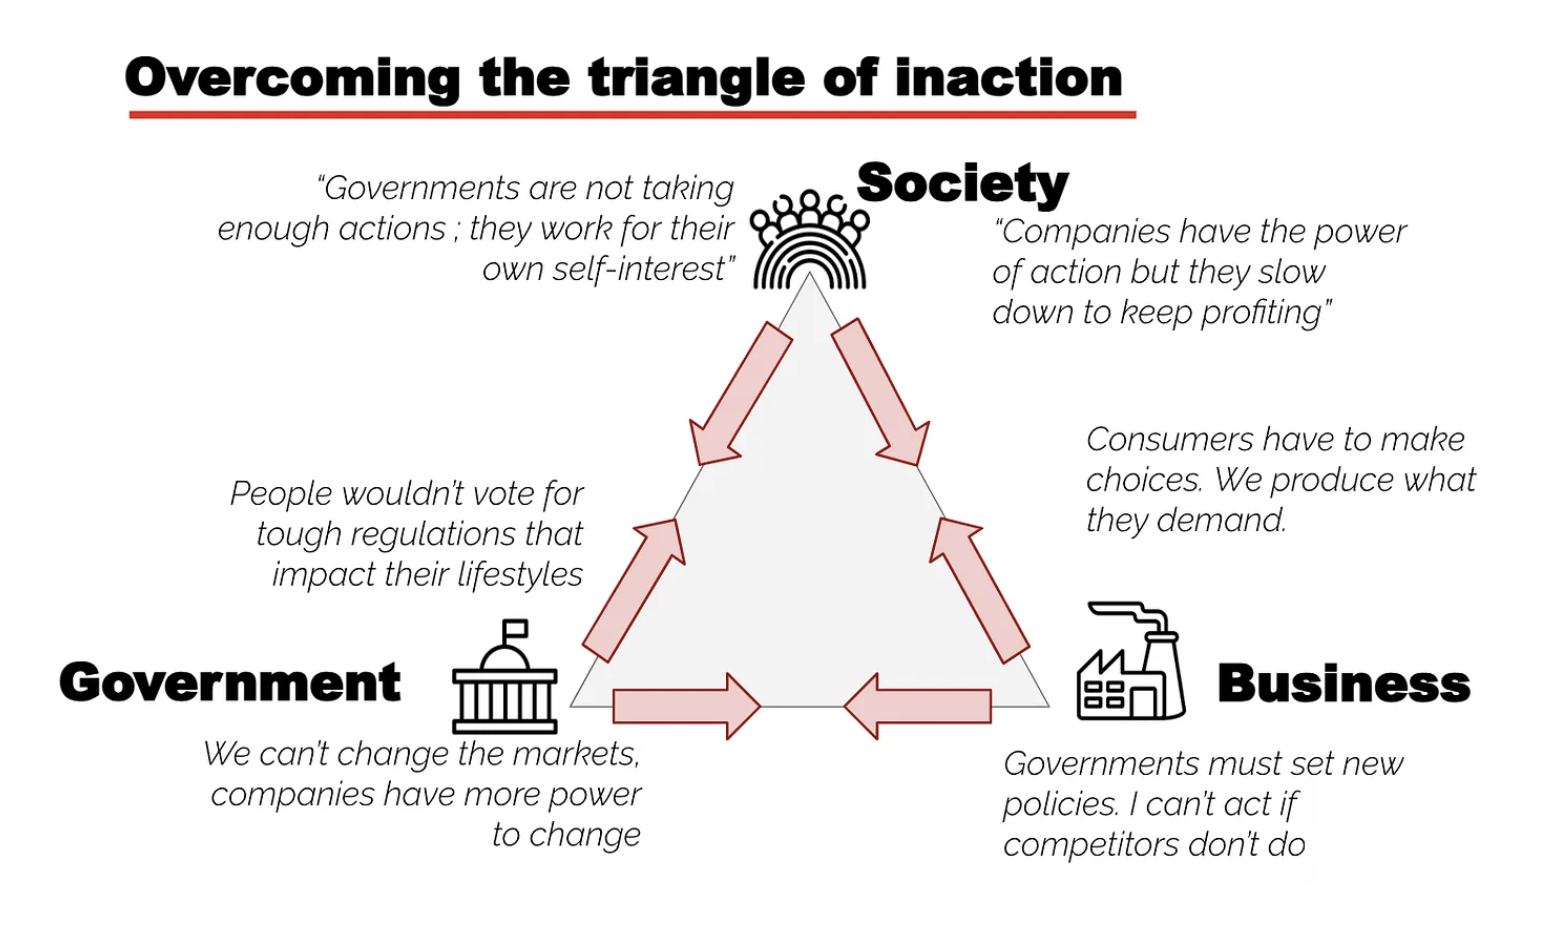 Overcoming the triangle of inaction
Society
“Governments are not taking
enough actions ; they work for their
own self-interest”
“Companies have the power
of action but they slow
down to keep profiting”
Consumers have to make
choices. We produce what
they demand.
People wouldn’t vote for
tough regulations that
impact their lifestyles
Government
Business
We can’t change the markets,
companies have more power
to change
Governments must set new
policies. I can’t act if
competitors don’t do